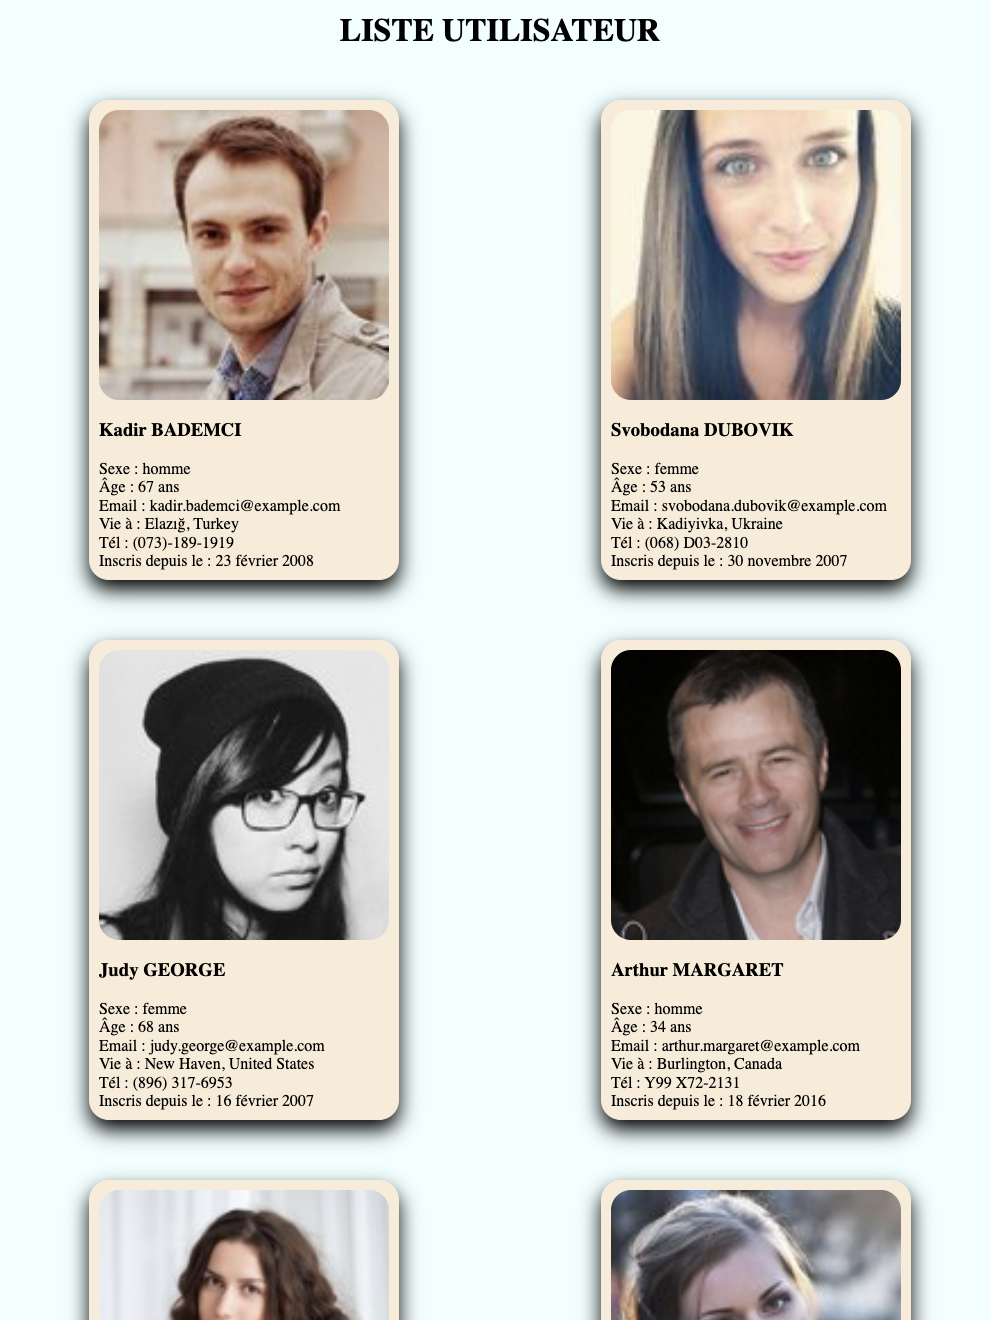 LISTE UTILISATEUR
Kadir BADEMCI
Sexe : homme
Âge : 67 ans
Email : kadir.bademci@example.com
Vie à : Elazığ, Turkey
Tél : (073)-189-1919
Inscris depuis le : 23 février 2008
Svobodana DUBOVIK
Sexe : femme
Âge : 53 ans
Email : svobodana.dubovik@example.com
Vie à : Kadiyivka, Ukraine
Tél : (068) D03-2810
Inscris depuis le : 30 novembre 2007
Judy GEORGE
Sexe : femme
Âge : 68 ans
Email : judy.george@example.com
Vie à : New Haven, United States
Tél : (896) 317-6953
Inscris depuis le : 16 février 2007
Arthur MARGARET
Sexe : homme
Âge : 34 ans
Email : arthur.margaret@example.com
Vie à : Burlington, Canada
Tél : Y99 X72-2131
Inscris depuis le : 18 février 2016